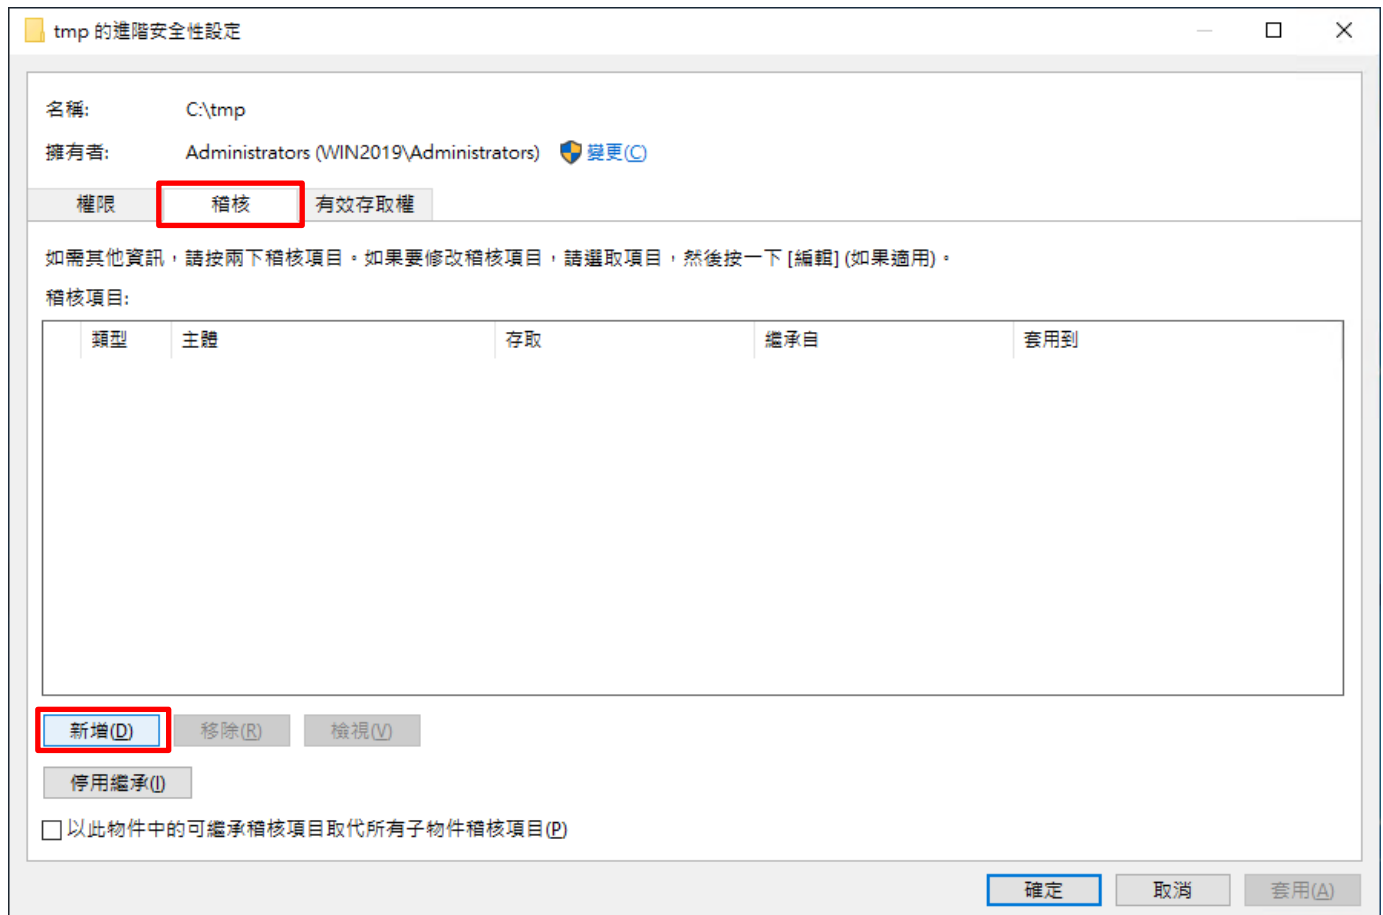 tmp 的進階安全性設定
名稱: C:\tmp
擁有者: Administrators (WIN2019\Administrators) 變更(C)
權限 稽核 有效存取權
如需其他資訊，請按兩下稽核項目。如果要修改稽核項目，請選取項目，然後按一下 [編輯] (如果適用)。
稽核項目:
類型 主體 存取 繼承自 套用到
新增(D) 移除(R) 檢視(V)
停用繼承(I)
以此物件中的可繼承稽核項目取代所有子物件稽核項目(P)
確定 取消 套用(A)